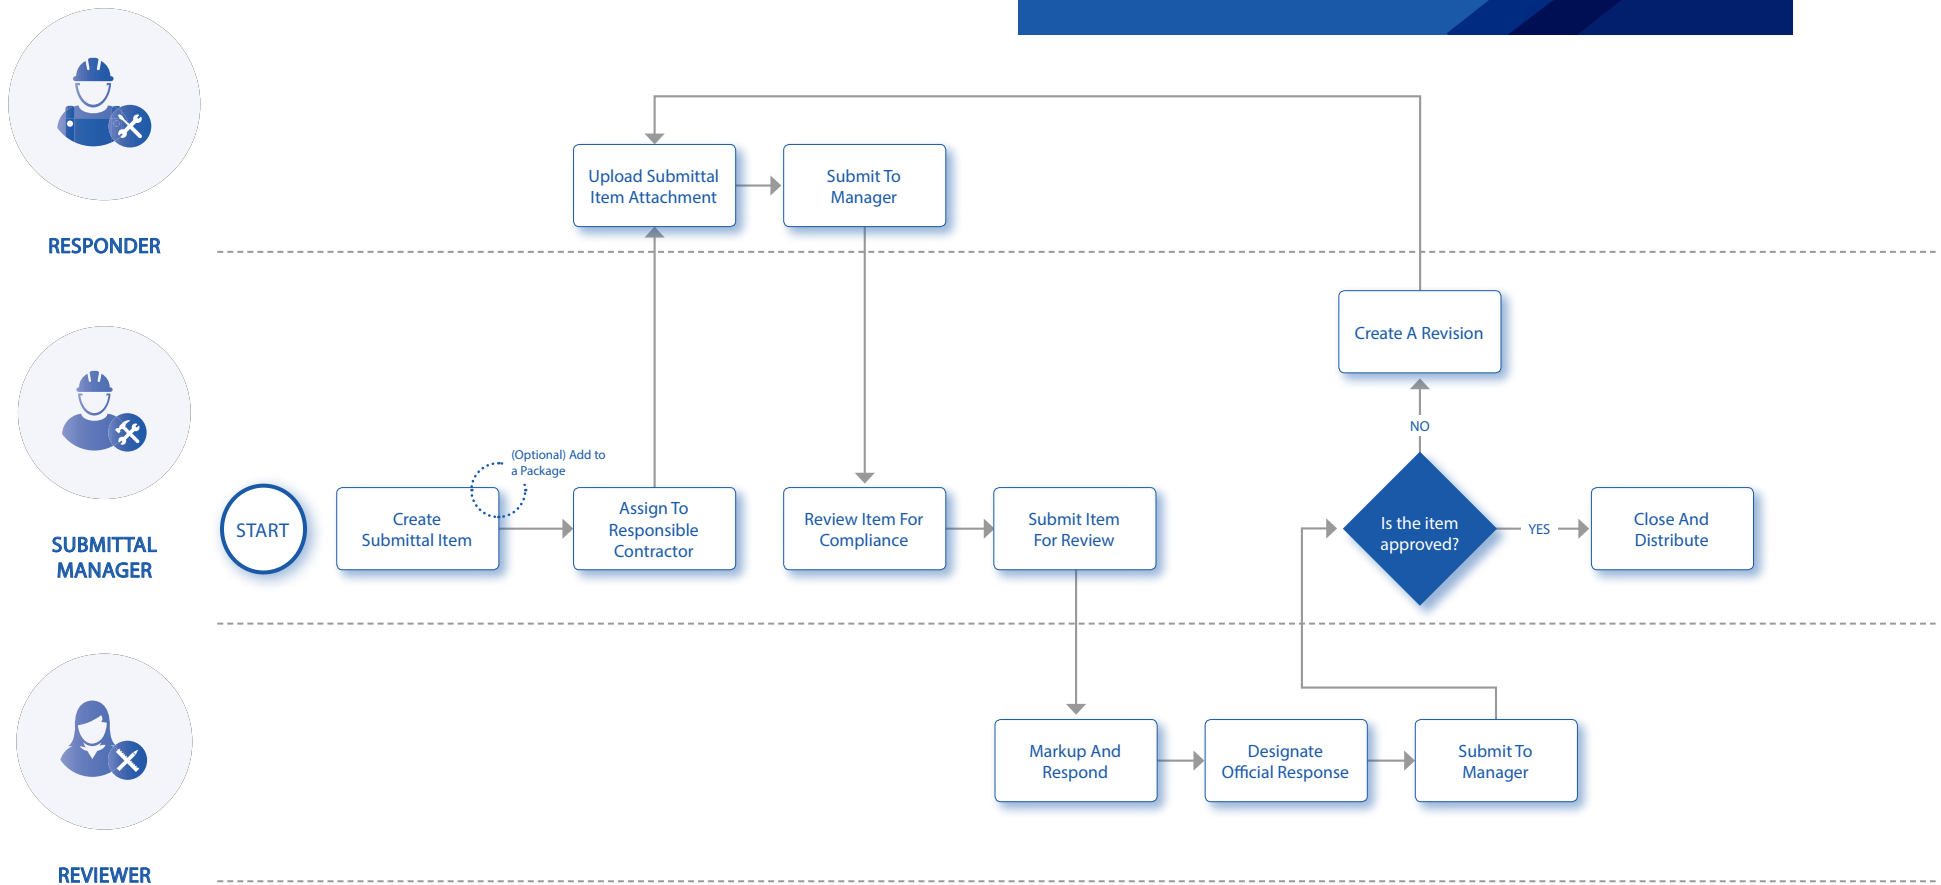 Upload Submittal
Item Attachment
Submit To
Manager
RESPONDER
Create A Revision
NO
(Optional) Add to
a Package
START
Create
Submittal Item
Assign To
Responsible
Contractor
Review Item For
Compliance
Submit Item
For Review
Is the item
approved?
YES
Close And
Distribute
SUBMITTAL
MANAGER
Markup And
Respond
Designate
Official Response
Submit To
Manager
REVIEWER